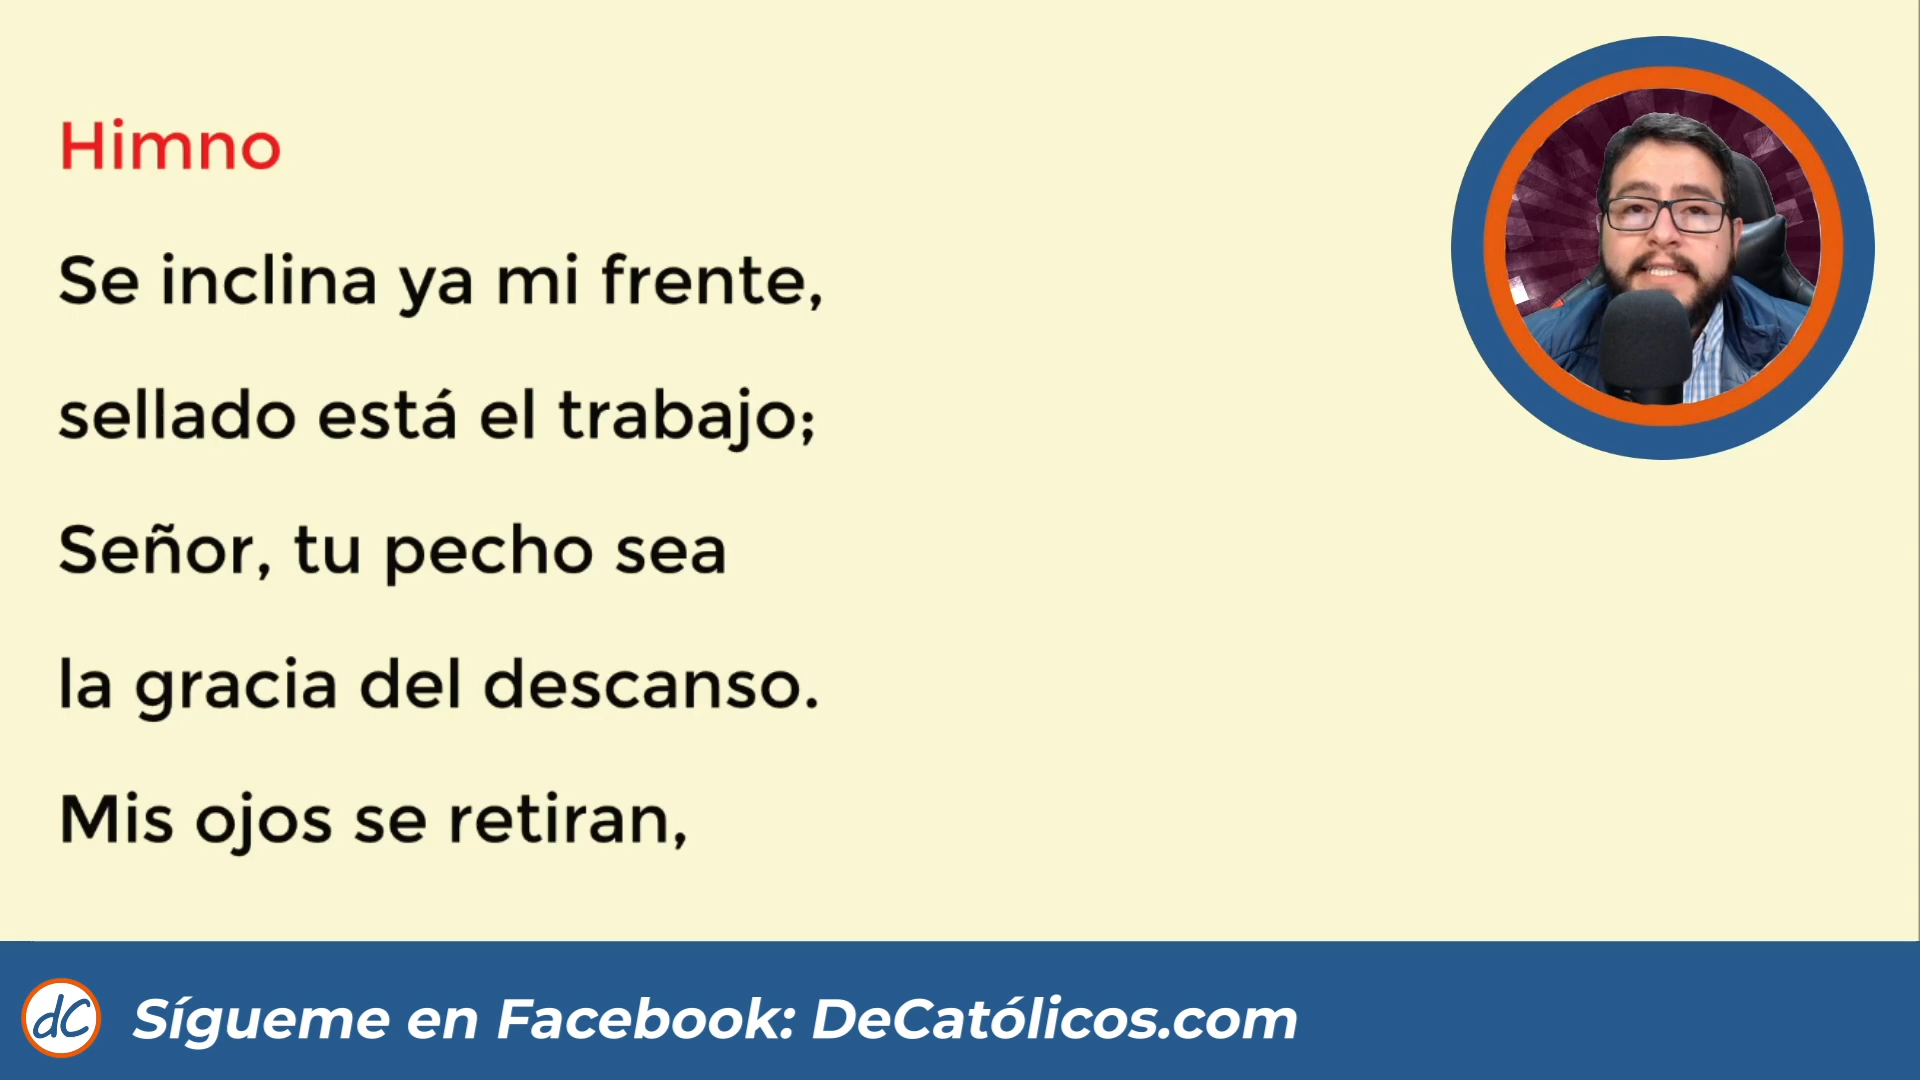 Himno
Se inclina ya mi frente,
sellado está el trabajo;
Señor, tu pecho sea
la gracia del descanso.
Mis ojos se retiran,
dC Sígueme en Facebook: DeCatólicos.com